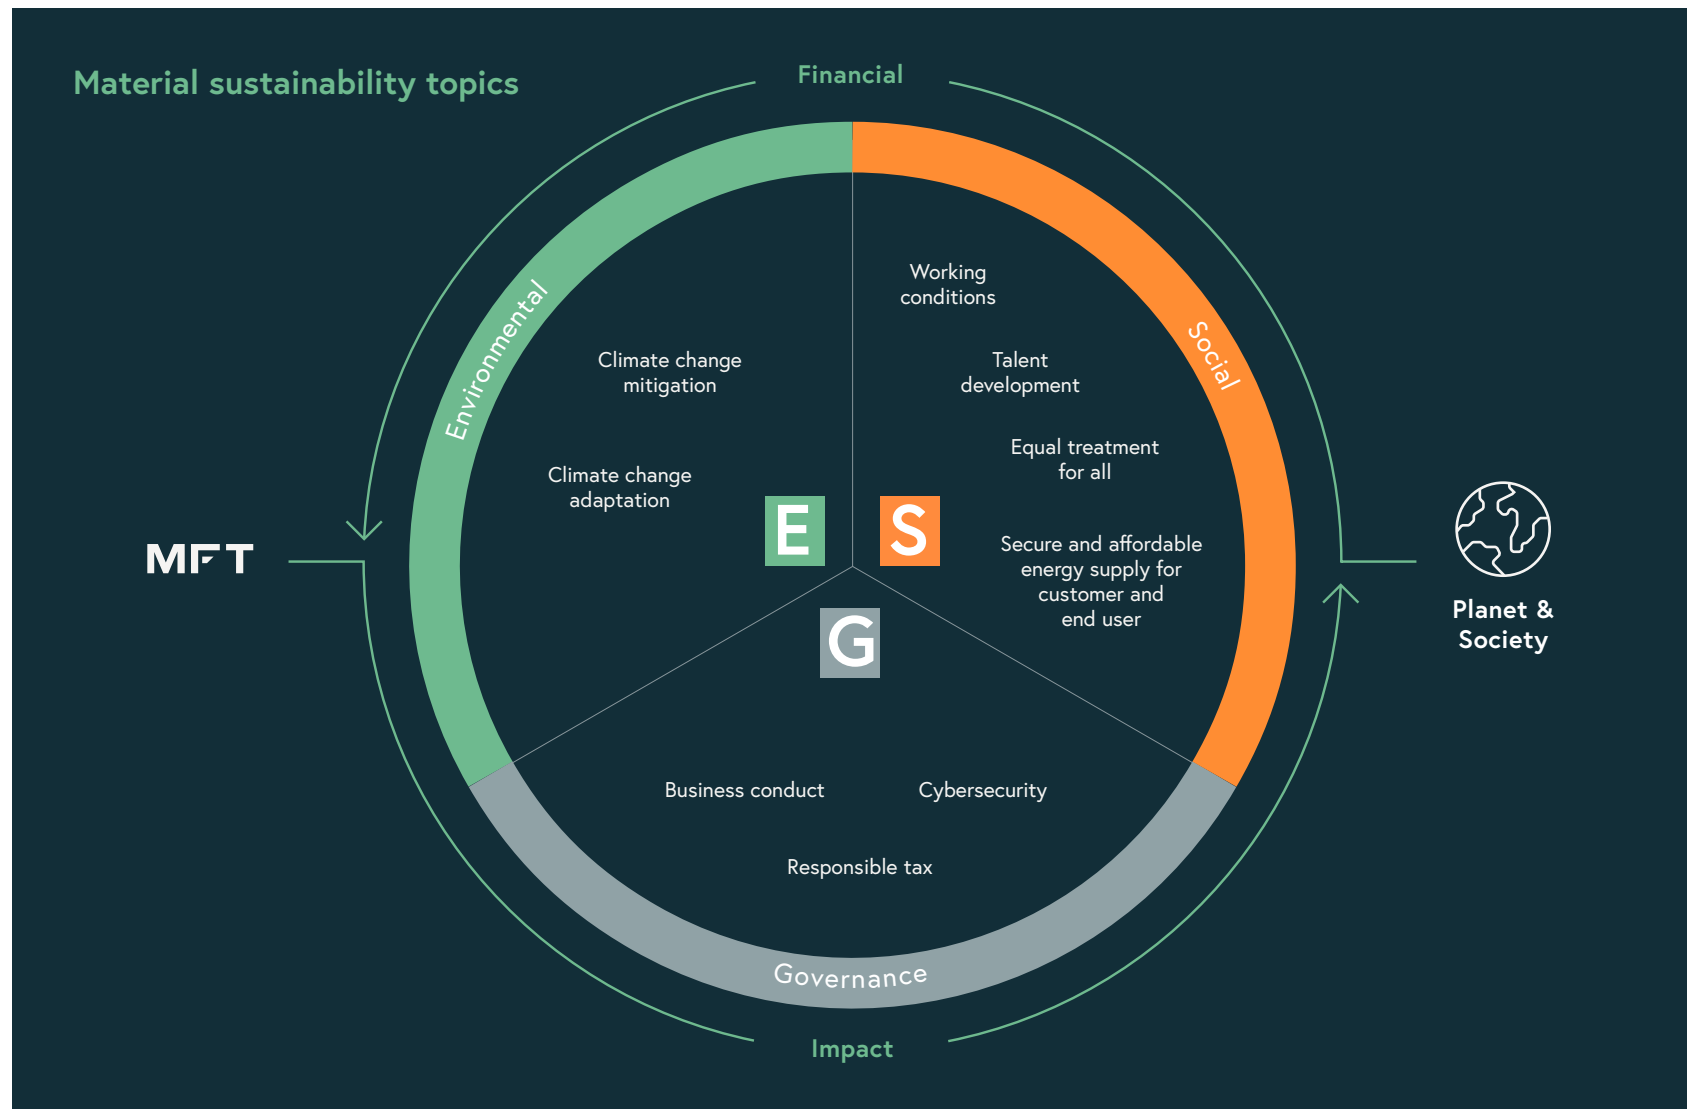 Material sustainability topics
Financial
Environmental
Social
Working
conditions
Climate change
mitigation
Talent
development
Equal treatment
for all
Climate change
adaptation
E
S
Secure and affordable
energy supply for
customer and
end user
MFT
Planet &
Society
G
Business conduct
Cybersecurity
Responsible tax
Governance
Impact